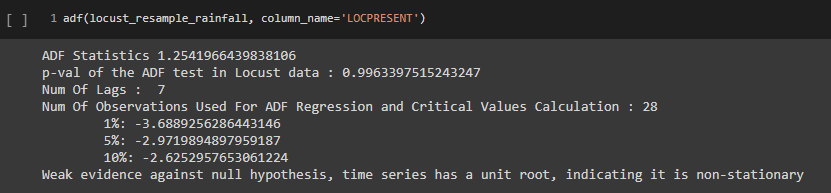 [ ] 1 adf(locust_resample_rainfall, column_name='LOCPRESENT')
ADF Statistics 1.2541966439838106
p-val of the ADF test in Locust data : 0.9963397515243247
Num Of Lags :  7
Num Of Observations Used For ADF Regression and Critical Values Calculation : 28
1%: -3.6889256286443146
5%: -2.9719894897959187
10%: -2.6252957653061224
Weak evidence against null hypothesis, time series has a unit root, indicating it is non-stationary